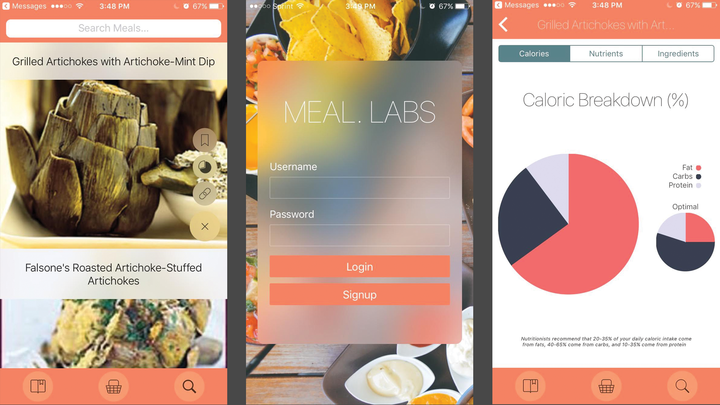 Messages 3:48 PM 67%
Search Meals...
Grilled Artichokes with Artichoke-Mint Dip
Falsone's Roasted Artichoke-Stuffed
Artichokes
Sprint 3:49 PM 67%
MEAL. LABS
Username
Password
Login
Signup
Messages 3:48 PM 67%
Grilled Artichokes with Art...
Calories Nutrients Ingredients
Caloric Breakdown (%)
Fat
Carbs
Protein
Optimal
Nutritionists recommend that 20-35% of your daily caloric intake come
from fats, 40-65% come from carbs, and 10-35% come from protein